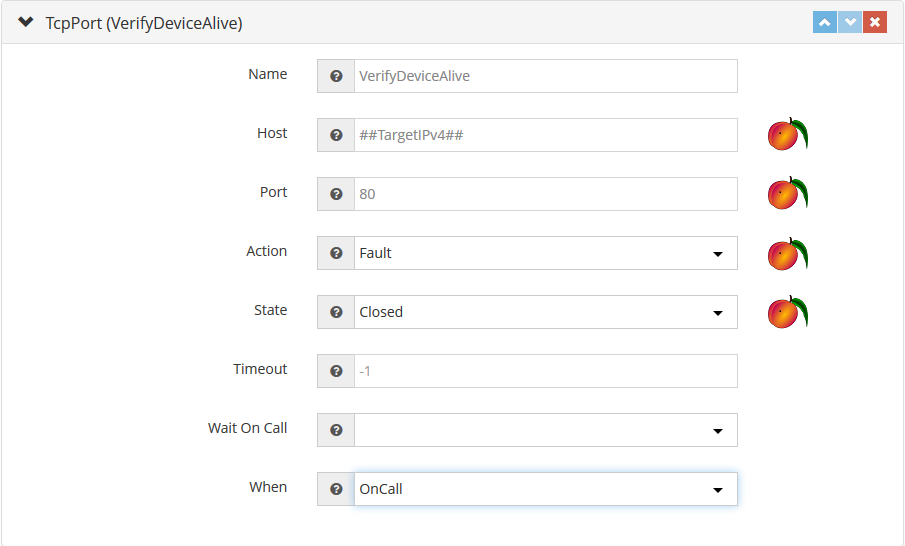 TcpPort (VerifyDeviceAlive)
Name VerifyDeviceAlive
Host ##TargetIPv4##
Port 80
Action Fault
State Closed
Timeout -1
Wait On Call
When OnCall